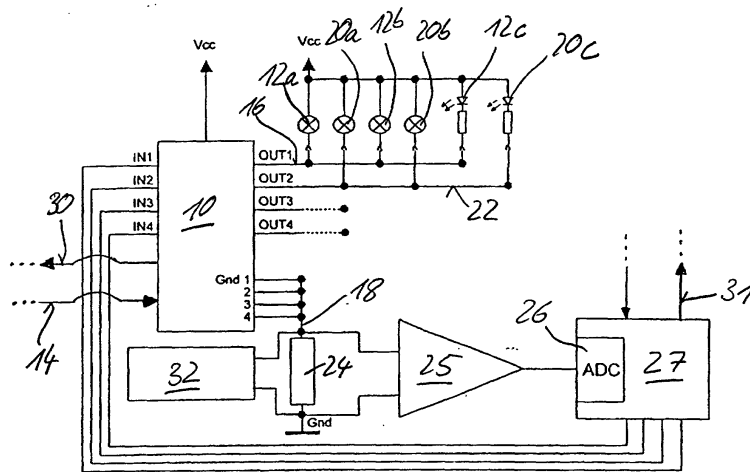 Vcc
Vcc
12a
20a
12b
20b
12c
20c
16
IN1
IN2
IN3
IN4
10
OUT1
OUT2
OUT3
OUT4
22
30
14
Gnd 1
2
3
4
18
32
24
Gnd
25
26
ADC
27
31